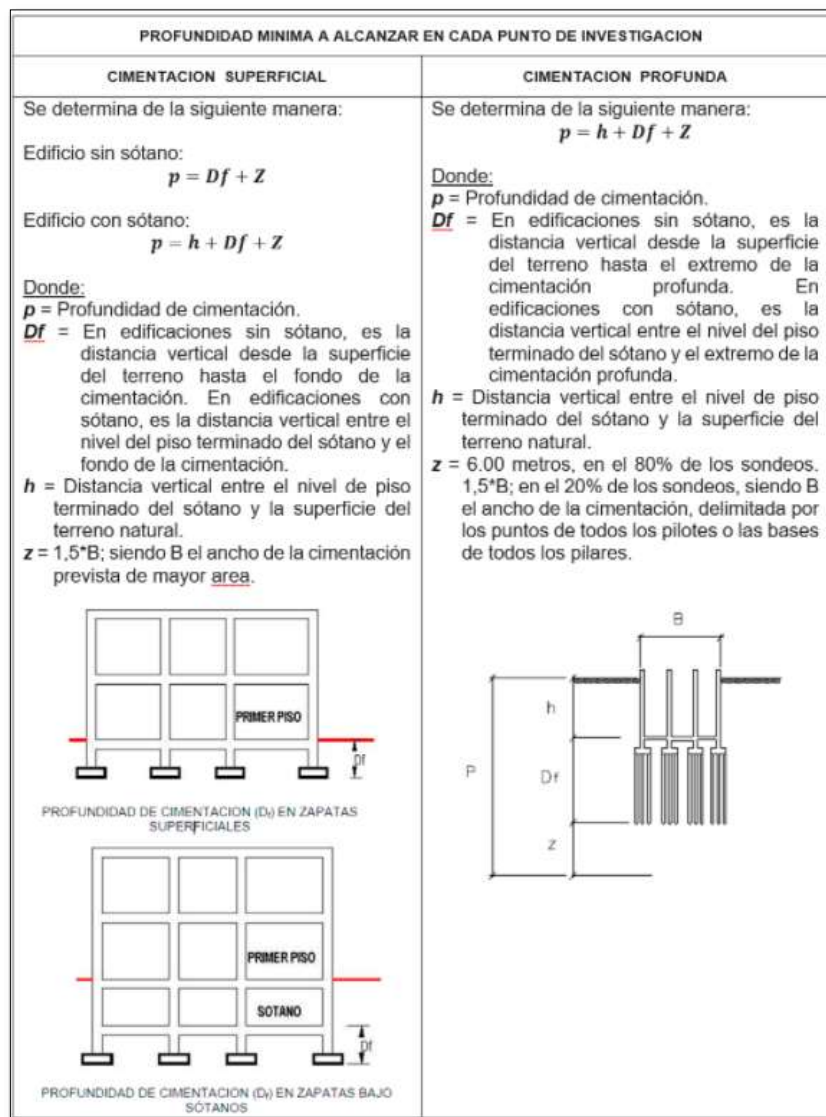 PROFUNDIDAD MINIMA A ALCANZAR EN CADA PUNTO DE INVESTIGACION
CIMENTACION SUPERFICIAL
Se determina de la siguiente manera:
Edificio sin sótano:
p = Df + Z
Edificio con sótano:
p = h + Df + Z
Donde:
p = Profundidad de cimentación.
Df = En edificaciones sin sótano, es la
distancia vertical desde la superficie
del terreno hasta el fondo de la
cimentación. En edificaciones con
sótano, es la distancia vertical entre el
nivel del piso terminado del sótano y el
fondo de la cimentación.
h = Distancia vertical entre el nivel de piso
terminado del sótano y la superficie del
terreno natural.
z = 1,5*B; siendo B el ancho de la cimentación
prevista de mayor area.
PRIMER PISO
Df
PROFUNDIDAD DE CIMENTACION (Df) EN ZAPATAS
SUPERFICIALES
PRIMER PISO
SOTANO
Df
PROFUNDIDAD DE CIMENTACION (Df) EN ZAPATAS BAJO
SÓTANOS
CIMENTACION PROFUNDA
Se determina de la siguiente manera:
p = h + Df + Z
Donde:
p = Profundidad de cimentación.
Df = En edificaciones sin sótano, es la
distancia vertical desde la superficie
del terreno hasta el extremo de la
cimentación profunda. En
edificaciones con sótano, es la
distancia vertical entre el nivel del piso
terminado del sótano y el extremo de la
cimentación profunda.
h = Distancia vertical entre el nivel de piso
terminado del sótano y la superficie del
terreno natural.
z = 6.00 metros, en el 80% de los sondeos.
1,5*B; en el 20% de los sondeos, siendo B
el ancho de la cimentación, delimitada por
los puntos de todos los pilotes o las bases
de todos los pilares.
B
h
P
Df
z